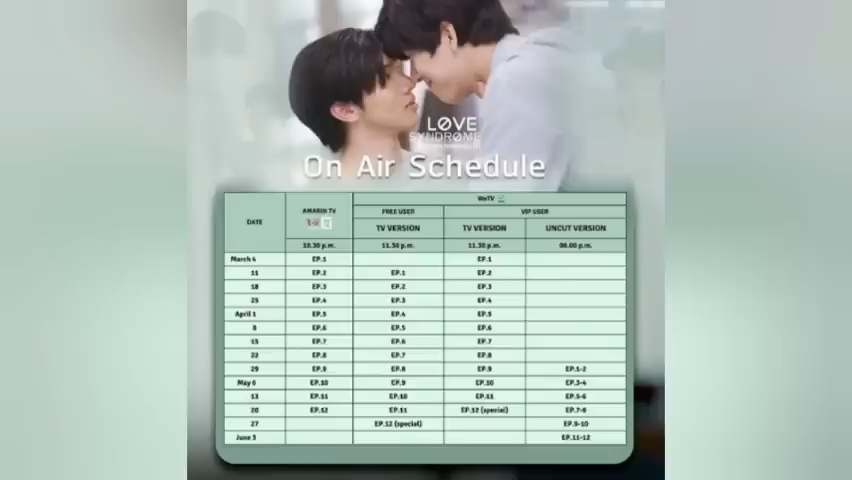 LØVE
SYNDRØME
On Air Schedule
DATE AMARIN TV WeTV
FREE USER VIP USER
TV VERSION TV VERSION UNCUT VERSION
10.30 p.m. 11.30 p.m. 11.30 p.m. 06.00 p.m.
March 4 EP.1 EP.1
11 EP.2 EP.1 EP.2
18 EP.3 EP.2 EP.3
25 EP.4 EP.3 EP.4
April 1 EP.5 EP.4 EP.5
8 EP.6 EP.5 EP.6
15 EP.7 EP.6 EP.7
22 EP.8 EP.7 EP.8
29 EP.9 EP.8 EP.9 EP.1-2
May 6 EP.10 EP.9 EP.10 EP.3-4
13 EP.11 EP.10 EP.11 EP.5-6
20 EP.12 EP.11 EP.12 (special) EP.7-8
27 EP.12 (special) EP.9-10
June 3 EP.11-12